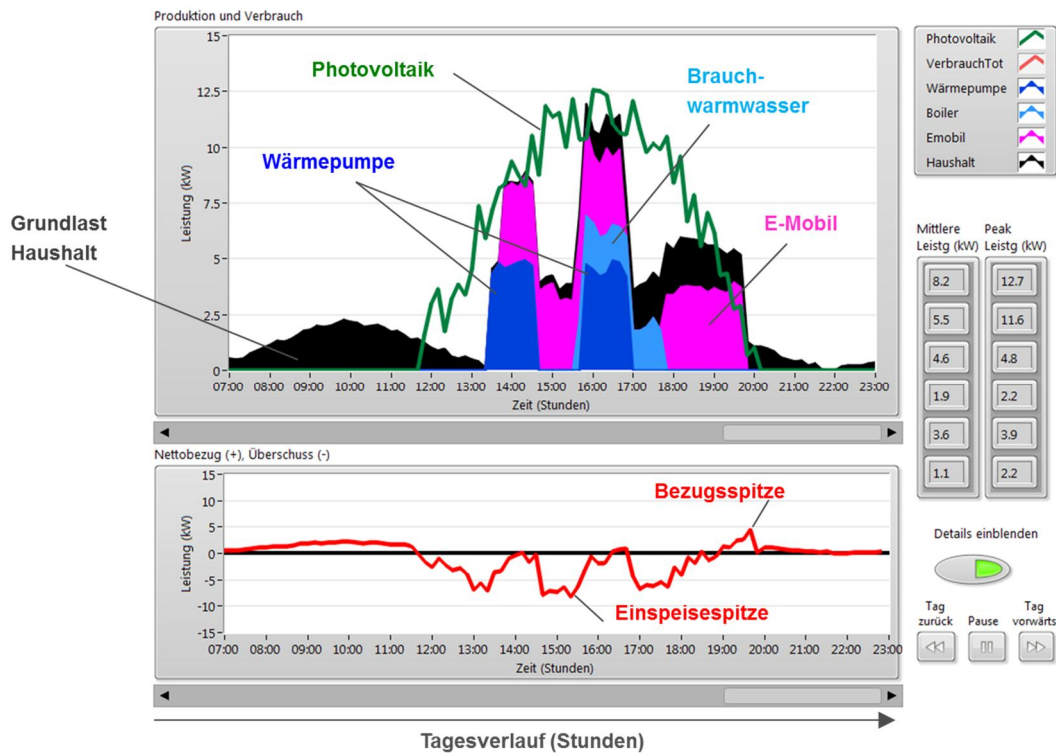 Produktion und Verbrauch
15
12.5
10
7.5
5
2.5
0
Leistung (kW)
Photovoltaik
Brauch-
warmwasser
Wärmepumpe
E-Mobil
Grundlast
Haushalt
07:00 08:00 09:00 10:00 11:00 12:00 13:00 14:00 15:00 16:00 17:00 18:00 19:00 20:00 21:00 22:00 23:00
Zeit (Stunden)
Photovoltaik
VerbrauchTot
Wärmepumpe
Boiler
Emobil
Haushalt
Mittlere Peak
Leistg (kW) Leistg (kW)
8.2 12.7
5.5 11.6
4.6 4.8
1.9 2.2
3.6 3.9
1.1 2.2
Nettobezug (+), Überschuss (-)
15
10
5
0
-5
-10
-15
Leistung (kW)
Bezugsspitze
Einspeisespitze
07:00 08:00 09:00 10:00 11:00 12:00 13:00 14:00 15:00 16:00 17:00 18:00 19:00 20:00 21:00 22:00 23:00
Zeit (Stunden)
Details einblenden
Tag zurück
Pause
Tag vorwärts
Tagesverlauf (Stunden)